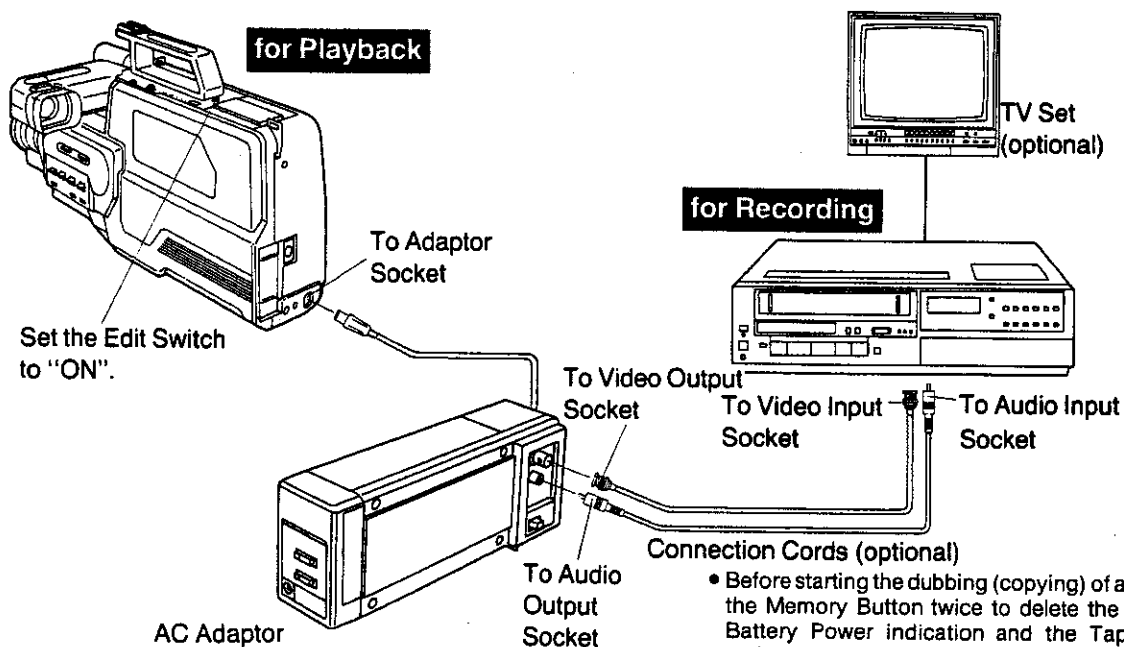 for Playback
TV Set
(optional)
for Recording
To Adaptor
Socket
Set the Edit Switch
to “ON”.
To Video Output
Socket
To Video Input
Socket
To Audio Input
Socket
Connection Cords (optional)
To Audio
Output
Socket
AC Adaptor
• Before starting the dubbing (copying) of a
the Memory Button twice to delete the
Battery Power indication and the Tap